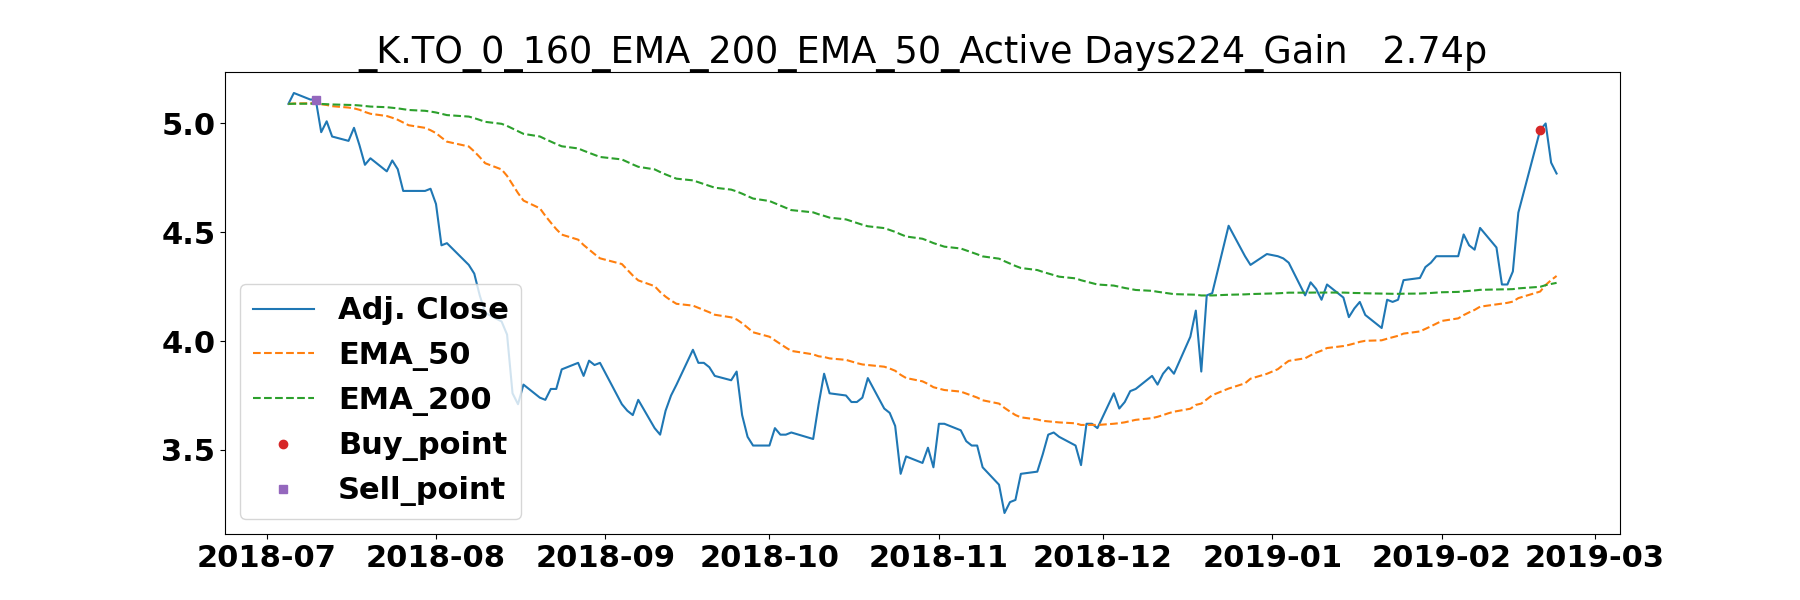 _K.TO_0_160_EMA_200_EMA_50_Active Days224_Gain   2.74p
5.0
4.5
4.0
3.5
Adj. Close
EMA_50
EMA_200
Buy_point
Sell_point
2018-07 2018-08 2018-09 2018-10 2018-11 2018-12 2019-01 2019-02 2019-03